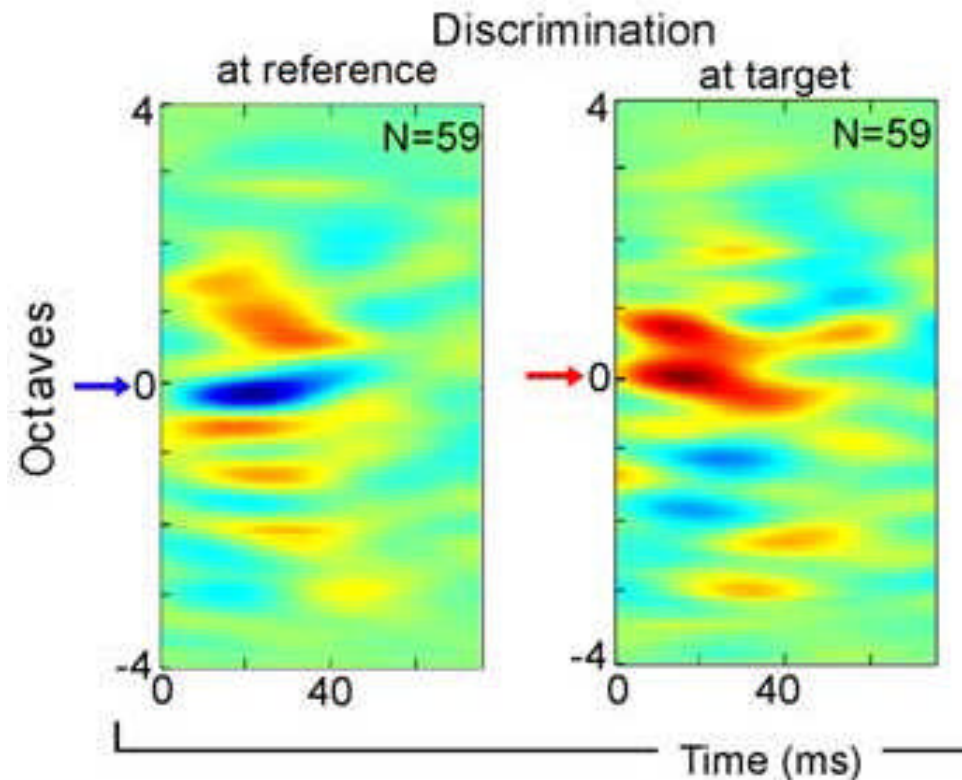 Discrimination
at reference
at target
4
N=59
4
N=59
Octaves
0
0
-4
-4
0
40
0
40
Time (ms)